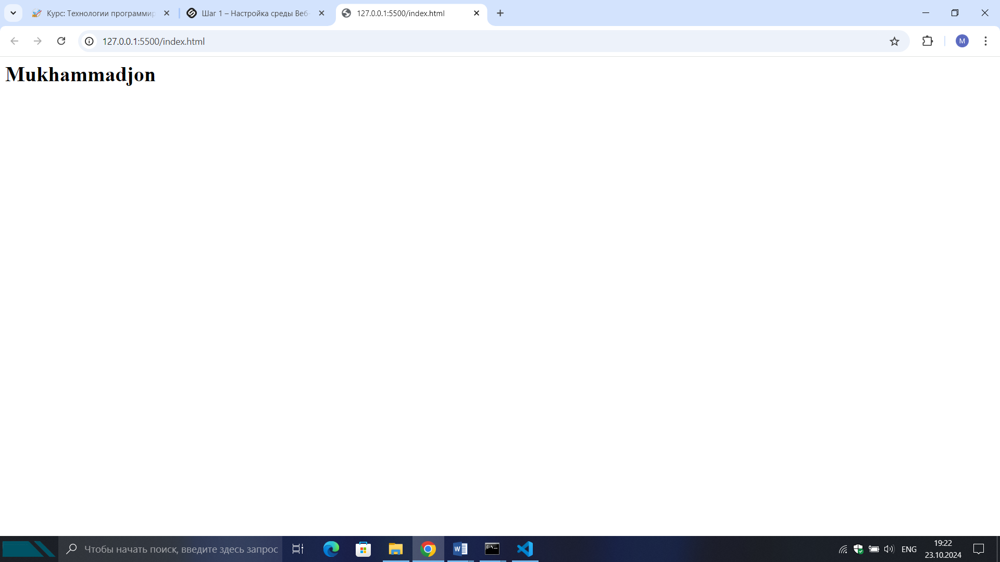 Курс: Технологии программир
Шаг 1 – Настройка среды Веб-
127.0.0.1:5500/index.html
127.0.0.1:5500/index.html
M
Mukhammadjon
Чтобы начать поиск, введите здесь запрос
ENG
19:22
23.10.2024